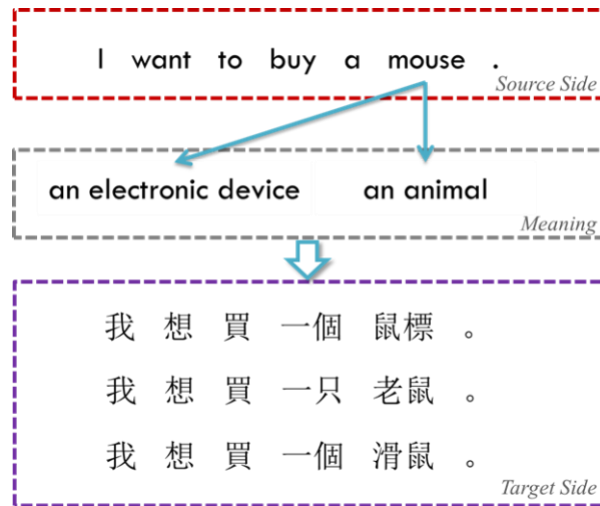 I want to buy a mouse .
Source Side
an electronic device an animal
Meaning
我 想 買 一個 鼠標 。
我 想 買 一只 老鼠 。
我 想 買 一個 滑鼠 。
Target Side